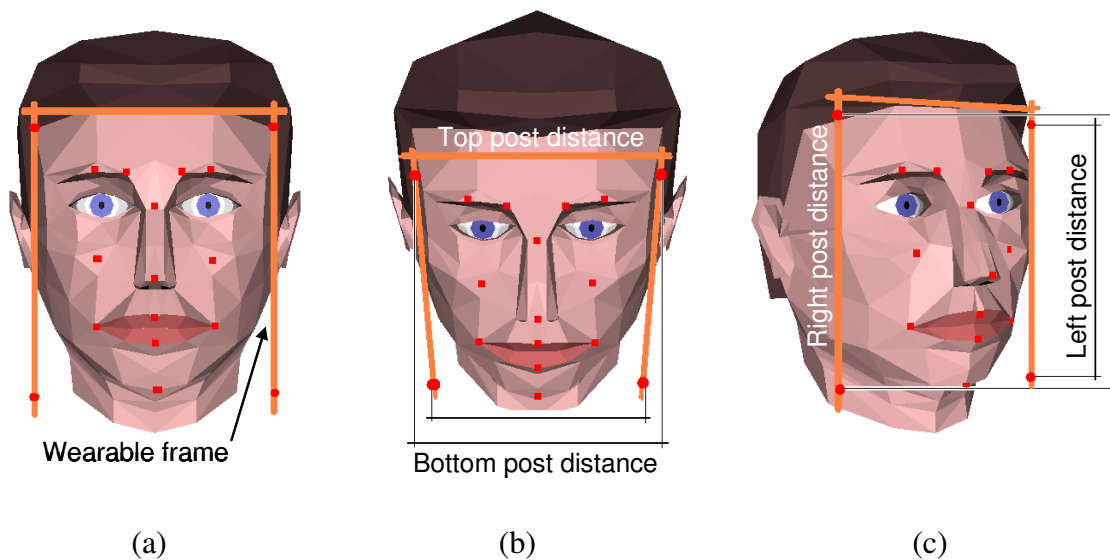 Wearable frame
Top post distance
Bottom post distance
Right post distance
Left post distance
(a)
(b)
(c)